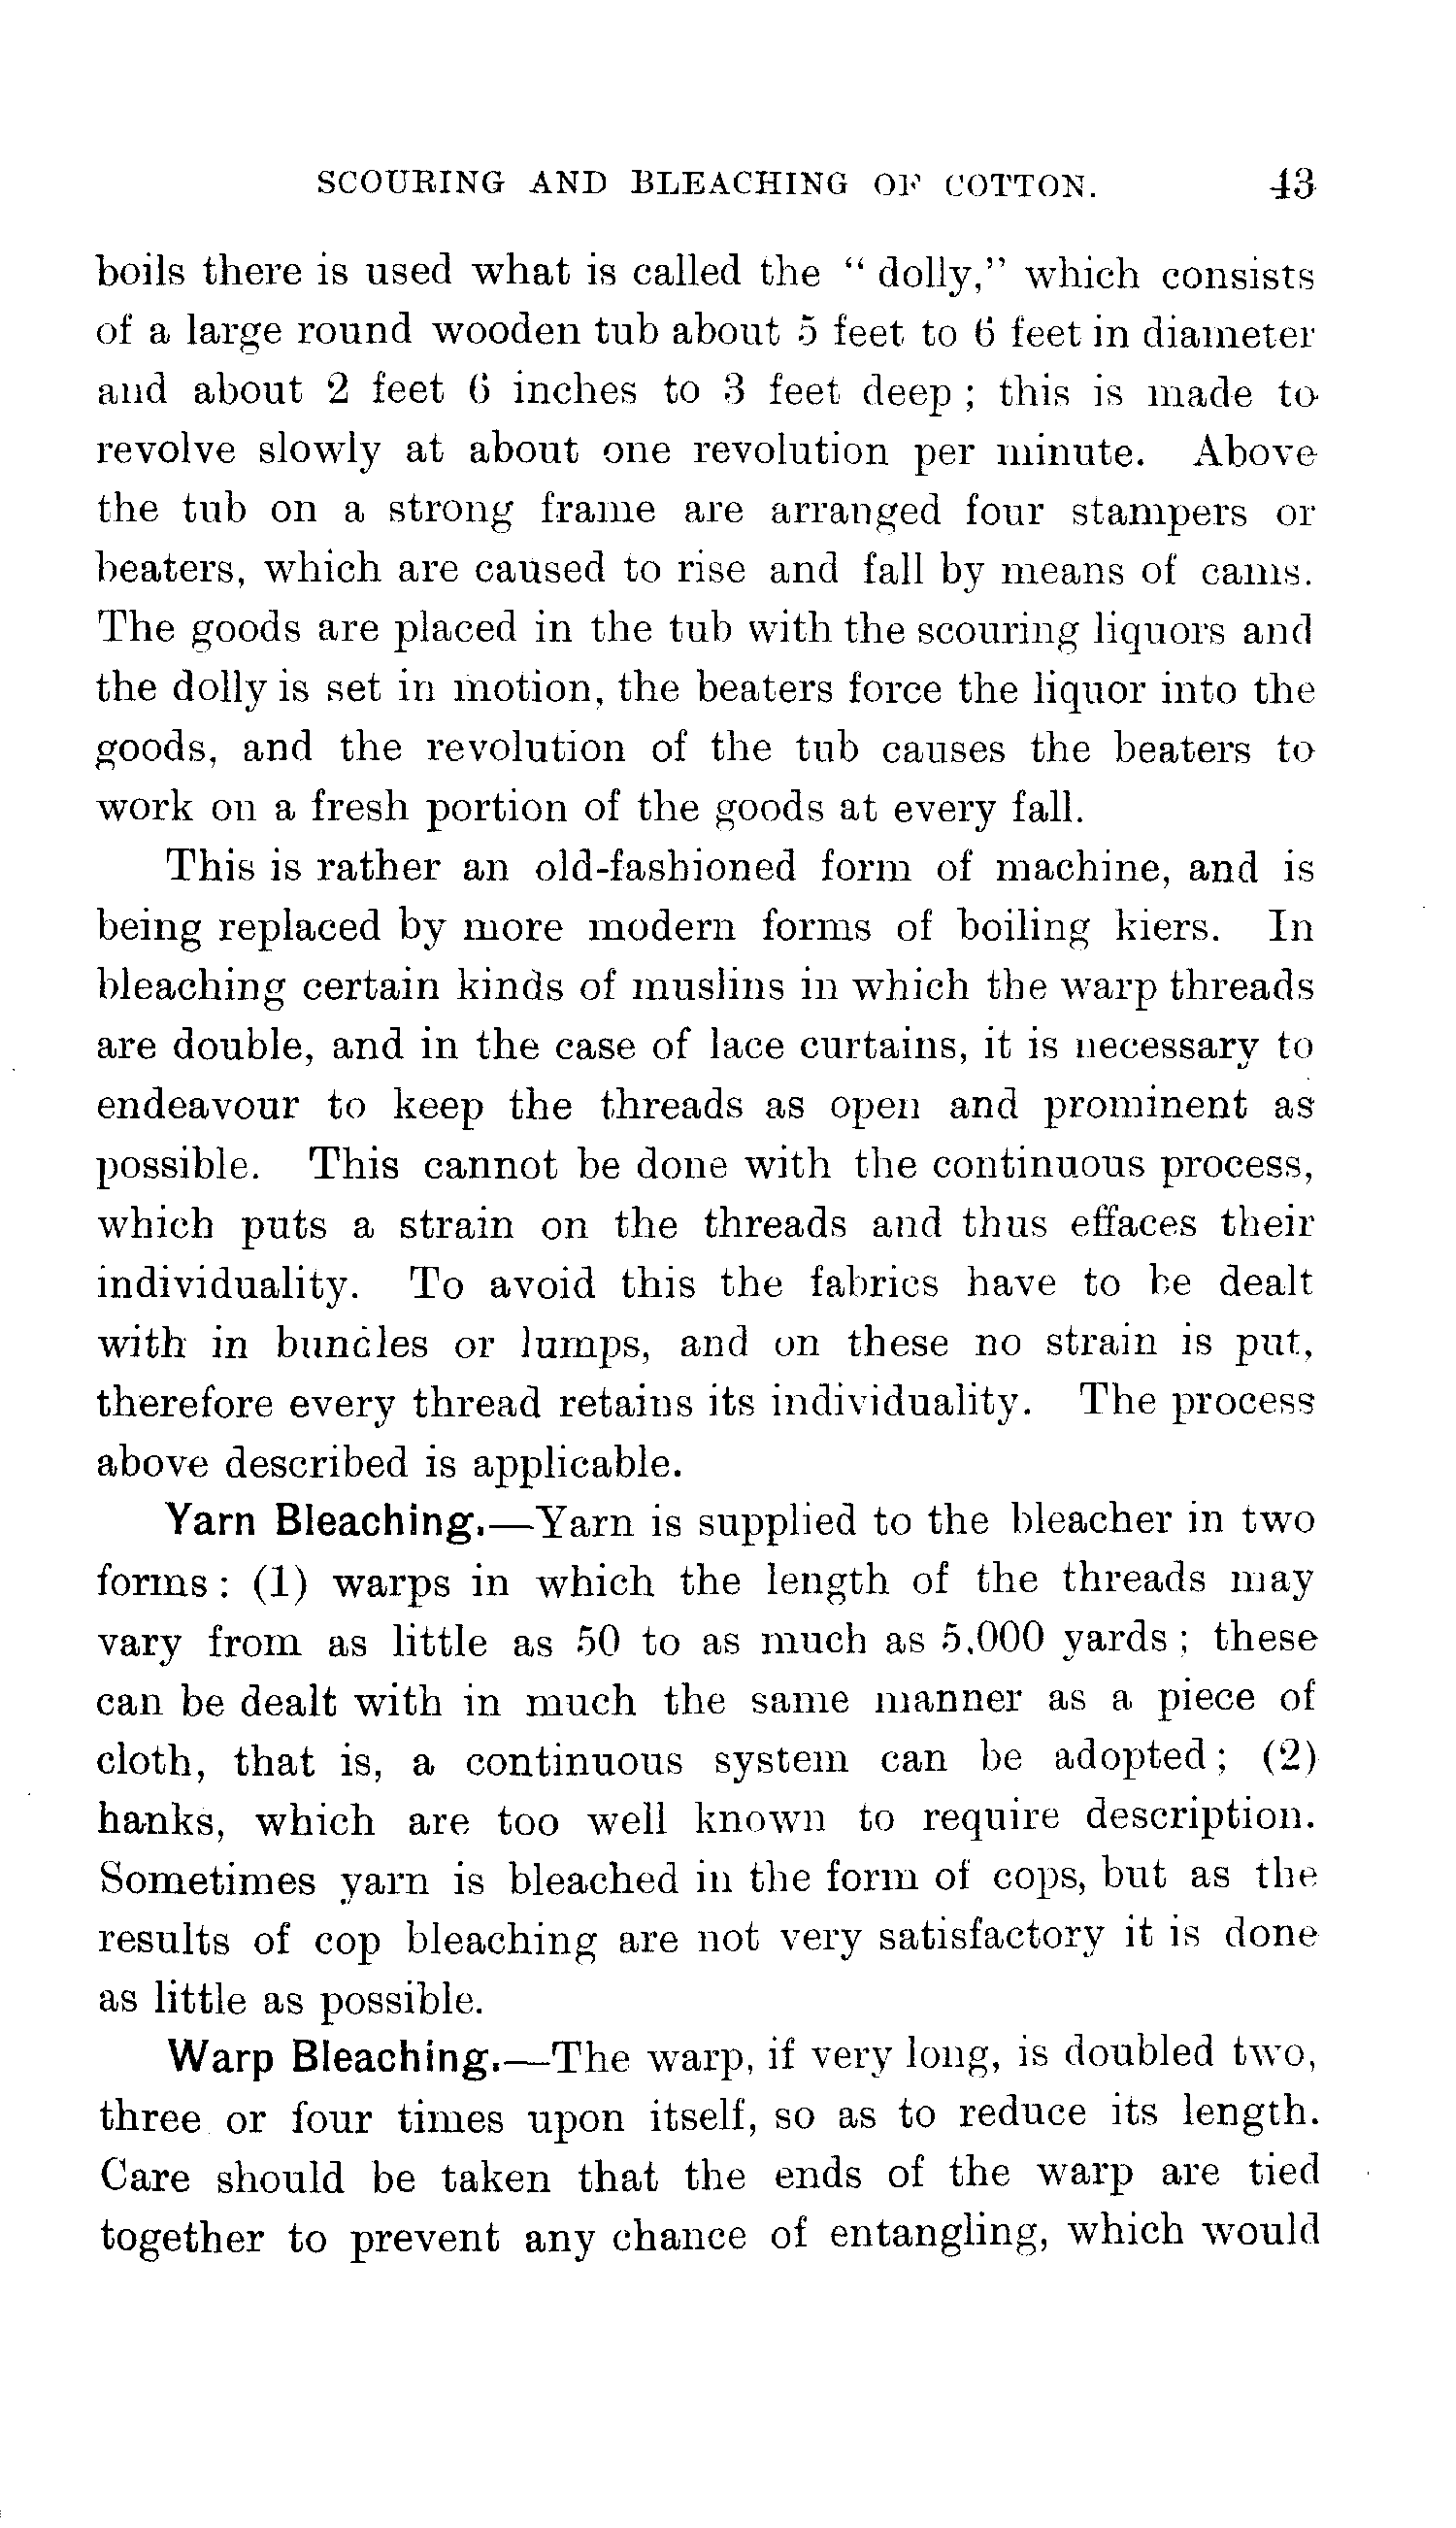 SCOURING AND BLEACHING OF COTTON. 43
boils there is used what is called the " dolly," which consists
of a large round wooden tub about 5 feet to 6 feet in diameter
and about 2 feet 6 inches to 3 feet deep ; this is made to
revolve slowly at about one revolution per minute. Above
the tub on a strong frame are arranged four stampers or
beaters, which are caused to rise and fall by means of cams.
The goods are placed in the tub with the scouring liquors and
the dolly is set in motion, the beaters force the liquor into the
goods, and the revolution of the tub causes the beaters to
work on a fresh portion of the goods at every fall.
This is rather an old-fashioned form of machine, and is
being replaced by more modern forms of boiling kiers. In
bleaching certain kinds of muslins in which the warp threads
are double, and in the case of lace curtains, it is necessary to
endeavour to keep the threads as open and prominent as
possible. This cannot be done with the continuous process,
which puts a strain on the threads and thus effaces their
individuality. To avoid this the fabrics have to be dealt
with in bundles or lumps, and on these no strain is put,
therefore every thread retains its individuality. The process
above described is applicable.
Yarn Bleaching.—Yarn is supplied to the bleacher in two
forms : (1) warps in which the length of the threads may
vary from as little as 50 to as much as 5,000 yards ; these
can be dealt with in much the same manner as a piece of
cloth, that is, a continuous system can be adopted ; (2)
hanks, which are too well known to require description.
Sometimes yarn is bleached in the form of cops, but as the
results of cop bleaching are not very satisfactory it is done
as little as possible.
Warp Bleaching.—The warp, if very long, is doubled two,
three or four times upon itself, so as to reduce its length.
Care should be taken that the ends of the warp are tied
together to prevent any chance of entangling, which would